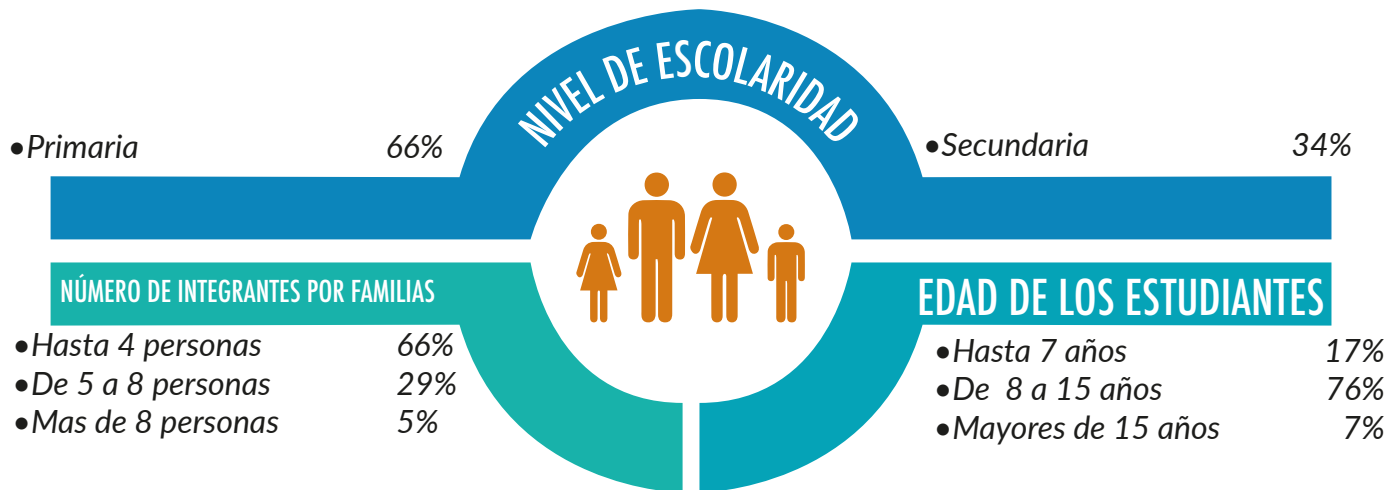 NIVEL DE ESCOLARIDAD
•Primaria 66%
•Secundaria 34%
NÚMERO DE INTEGRANTES POR FAMILIAS
•Hasta 4 personas 66%
•De 5 a 8 personas 29%
•Mas de 8 personas 5%
EDAD DE LOS ESTUDIANTES
•Hasta 7 años 17%
•De 8 a 15 años 76%
•Mayores de 15 años 7%